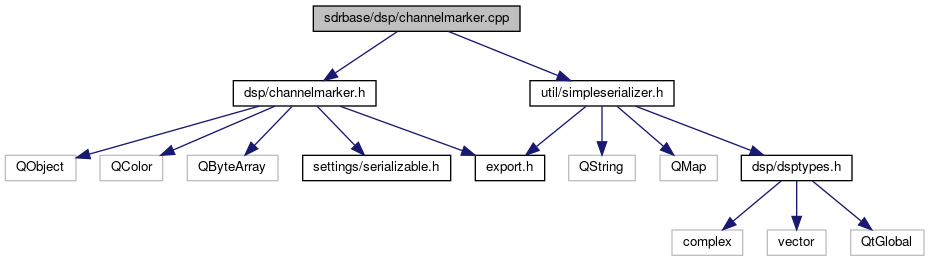 sdrbase/dsp/channelmarker.cpp
dsp/channelmarker.h
util/simpleserializer.h
QObject
QColor
QByteArray
settings/serializable.h
export.h
QString
QMap
dsp/dsptypes.h
complex
vector
QtGlobal